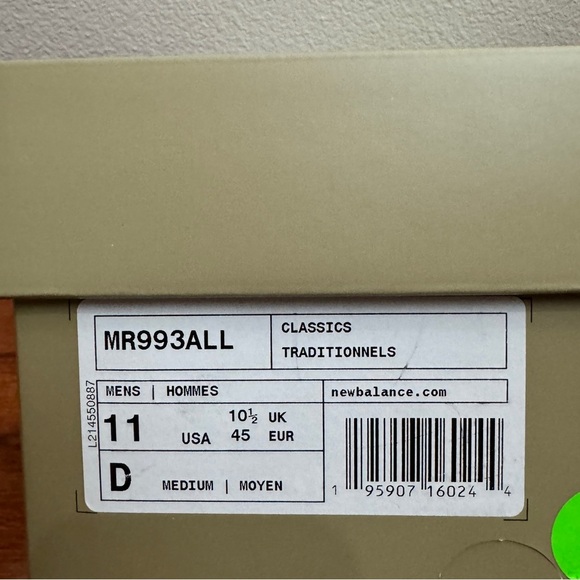 MR993ALL
CLASSICS
TRADITIONNELS
L214550887
MENS | HOMMES
newbalance.com
11 USA
10½ UK
45 EUR
D MEDIUM | MOYEN
1 95907 16024 4